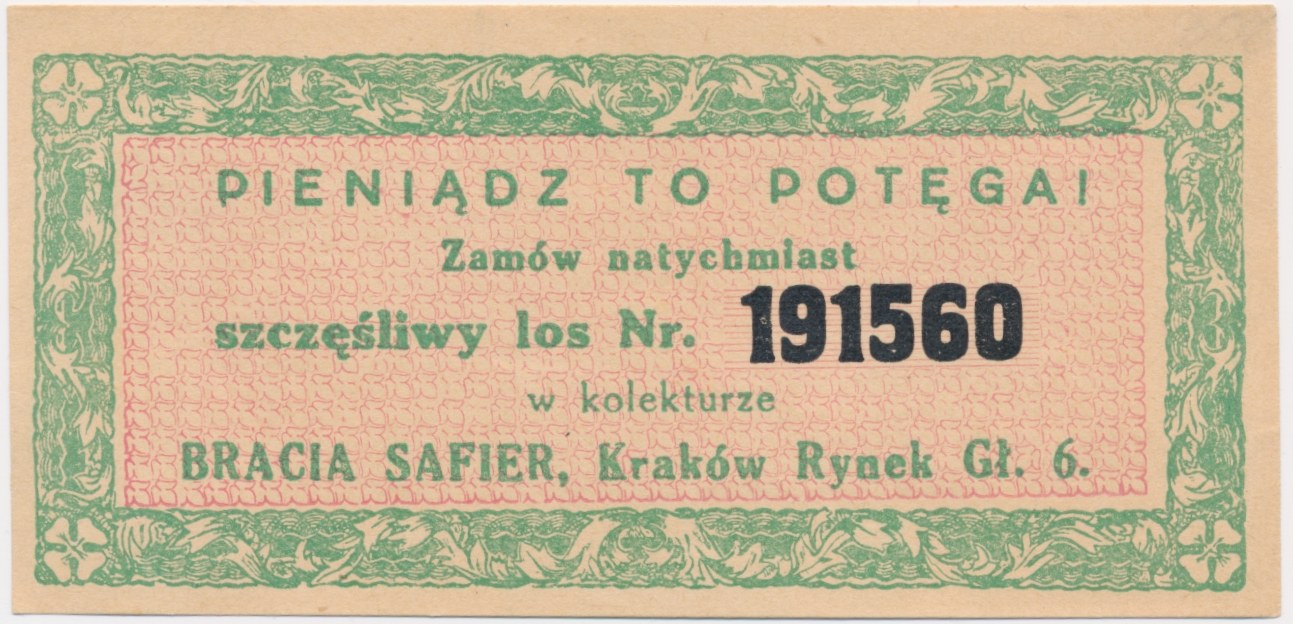 PIENIĄDZ TO POTĘGA!
Zamów natychmiast
szczęśliwy los Nr. 191560
w kolekturze
BRACIA SAFIER, Kraków Rynek Gł. 6.